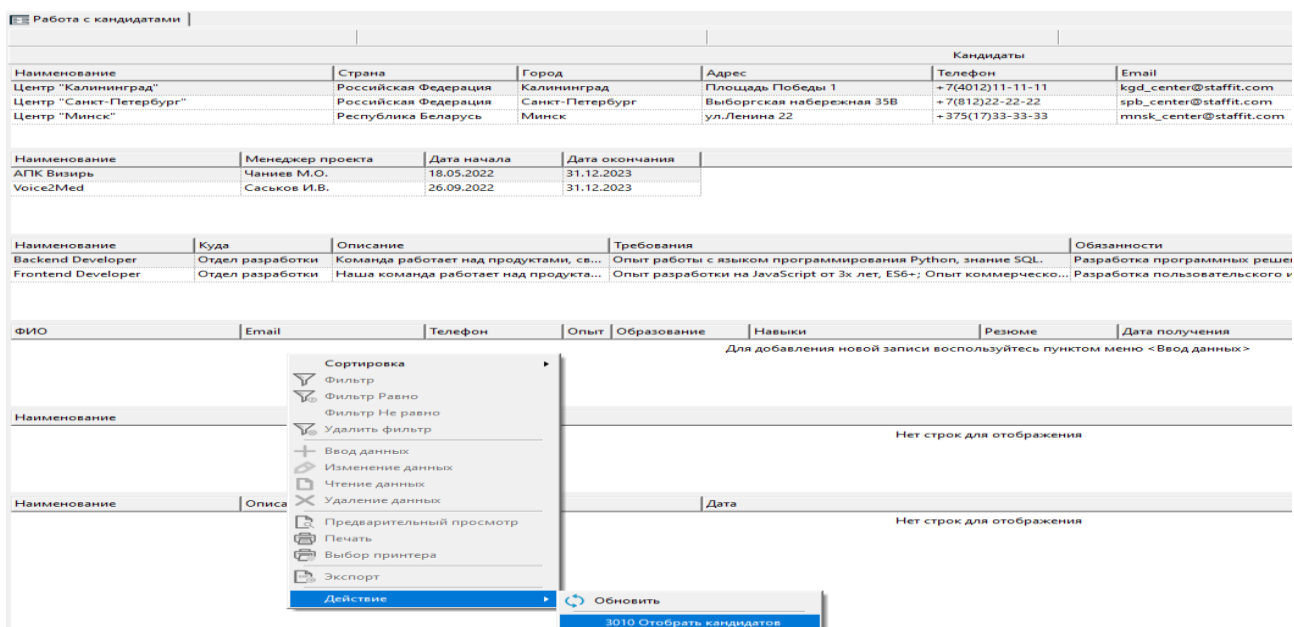 Работа с кандидатами
Кандидаты
Наименование Страна Город Адрес Телефон Email
Центр "Калининград" Российская Федерация Калининград Площадь Победы 1 +7(4012)11-11-11 kgd_center@staffit.com
Центр "Санкт-Петербург" Российская Федерация Санкт-Петербург Выборгская набережная 35В +7(812)22-22-22 spb_center@staffit.com
Центр "Минск" Республика Беларусь Минск ул.Ленина 22 +375(17)33-33-33 mnsk_center@staffit.com
Наименование Менеджер проекта Дата начала Дата окончания
АПК Визирь Чаниев М.О. 18.05.2022 31.12.2023
Voice2Med Саськов И.В. 26.09.2022 31.12.2023
Наименование Куда Описание Требования Обязанности
Backend Developer Отдел разработки Команда работает над продуктами, св... Опыт работы с языком программирования Python, знание SQL. Разработка программных реше
Frontend Developer Отдел разработки Наша команда работает над продукта... Опыт разработки на JavaScript от 3х лет, ES6+; Опыт коммерческо... Разработка пользовательского и
ФИО Email Телефон Опыт Образование Навыки Резюме Дата получения
Для добавления новой записи воспользуйтесь пунктом меню <Ввод данных>
Сортировка
Фильтр
Фильтр Равно
Фильтр Не равно
Удалить фильтр
Ввод данных
Изменение данных
Чтение данных
Удаление данных
Предварительный просмотр
Печать
Выбор принтера
Экспорт
Действие
Обновить
3010 Отобрать кандидатов
Наименование
Нет строк для отображения
Наименование Описа Дата
Нет строк для отображения